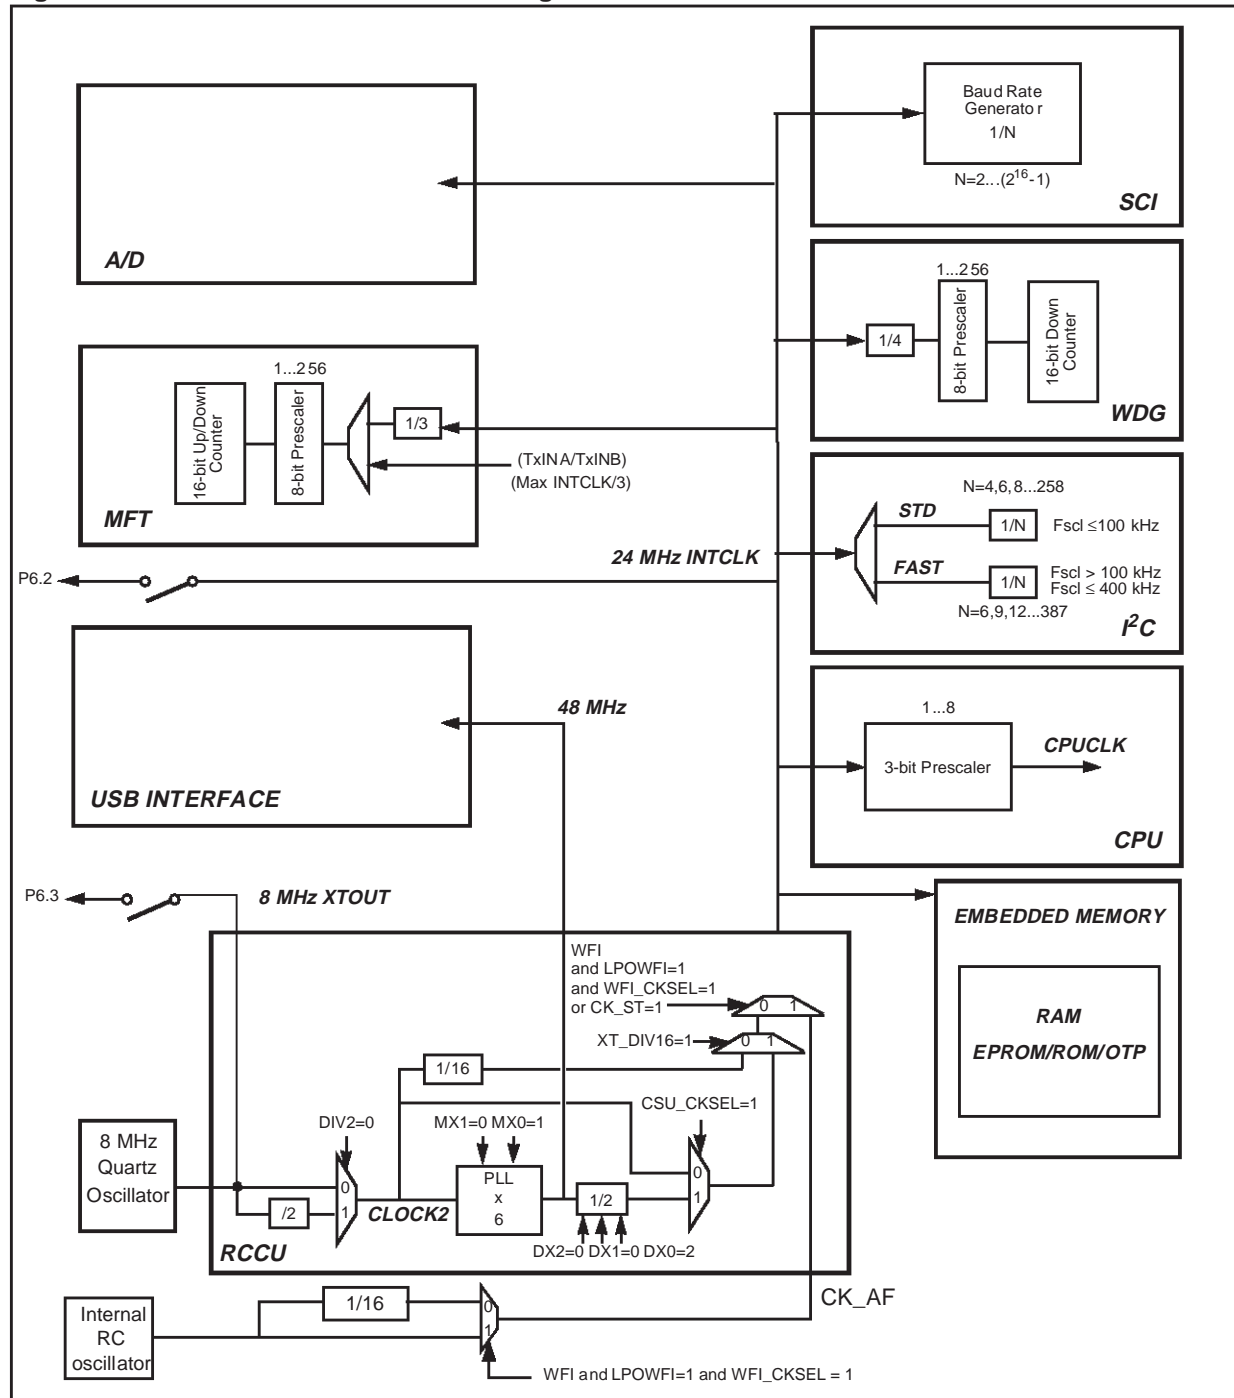 Baud Rate
Generator
1/N
N=2...(2¹⁶-1)
SCI
A/D
1...256
1/4
8-bit Prescaler
16-bit Down
Counter
WDG
1...256
16-bit Up/Down
Counter
8-bit Prescaler
1/3
(TxINA/TxINB)
(Max INTCLK/3)
MFT
N=4,6,8...258
STD
1/N
Fscl ≤100 kHz
FAST
1/N
Fscl > 100 kHz
Fscl ≤ 400 kHz
N=6,9,12...387
I²C
24 MHz INTCLK
P6.2
48 MHz
USB INTERFACE
1...8
3-bit Prescaler
CPUCLK
CPU
P6.3
8 MHz XTOUT
EMBEDDED MEMORY
RAM
EPROM/ROM/OTP
WFI
and LPOWFI=1
and WFI_CKSEL=1
or CK_ST=1
0 1
XT_DIV16=1
0 1
1/16
CSU_CKSEL=1
DIV2=0
MX1=0 MX0=1
8 MHz
Quartz
Oscillator
/2
0
1
CLOCK2
PLL
x
6
1/2
0
1
DX2=0 DX1=0 DX0=2
RCCU
CK_AF
Internal
RC
oscillator
1/16
0
1
WFI and LPOWFI=1 and WFI_CKSEL = 1